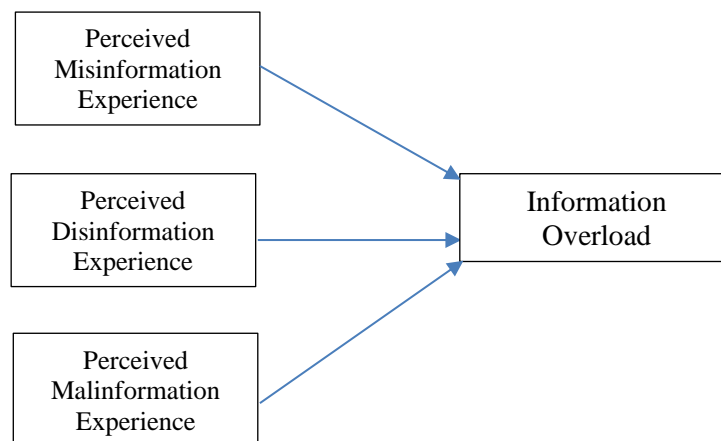 Perceived
Misinformation
Experience
Perceived
Disinformation
Experience
Information
Overload
Perceived
Malinformation
Experience